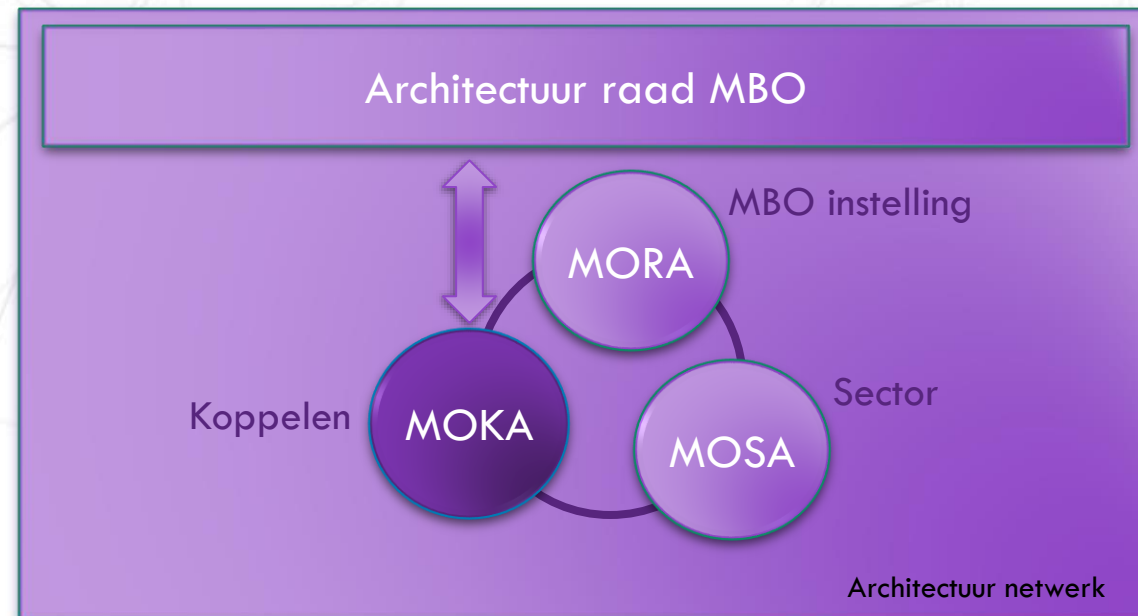 Architectuur raad MBO
MBO instelling
MORA
Sector
Koppelen
MOKA
MOSA
Architectuur netwerk